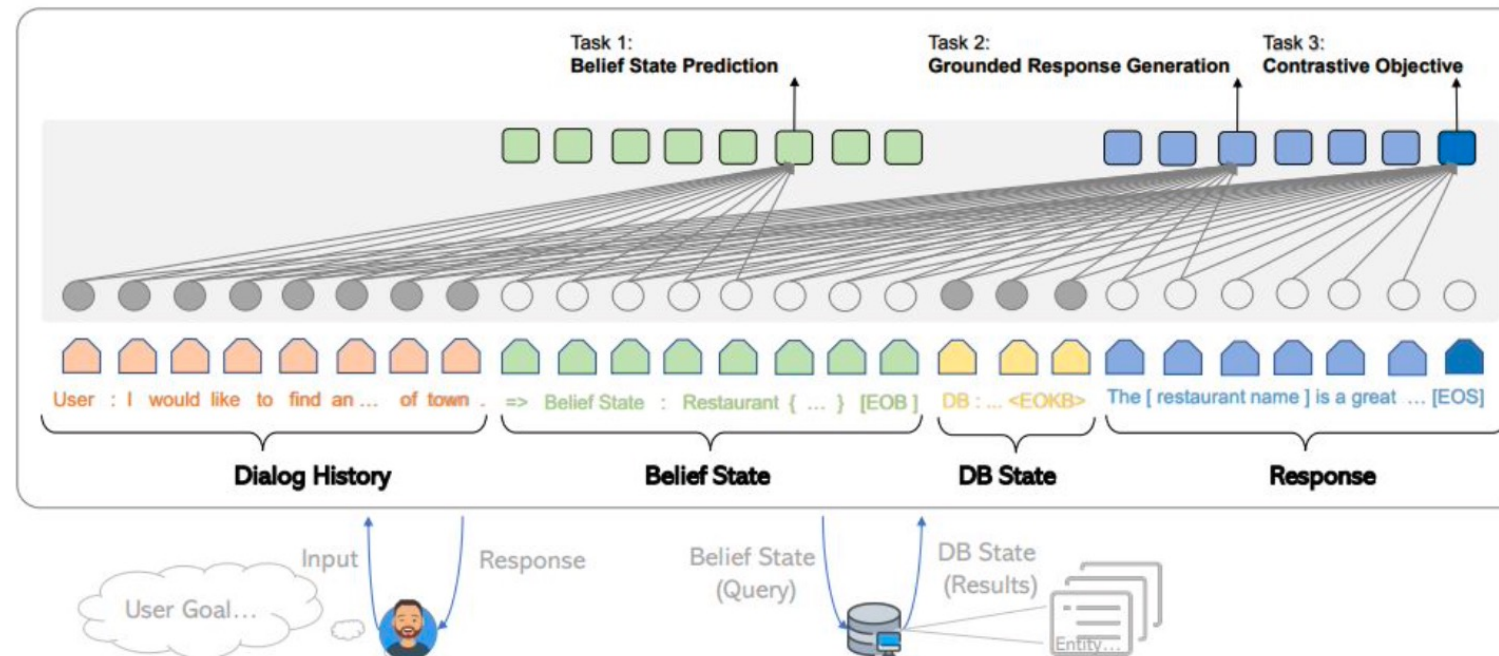 Task 1:
Belief State Prediction
Task 2:
Grounded Response Generation
Task 3:
Contrastive Objective
User : I would like to find an ... of town .
=> Belief State : Restaurant { ... } [EOB ]
DB : ... <EOKB>
The [ restaurant name ] is a great ... [EOS]
Dialog History
Belief State
DB State
Response
Input
Response
Belief State
(Query)
DB State
(Results)
User Goal...
Entity...